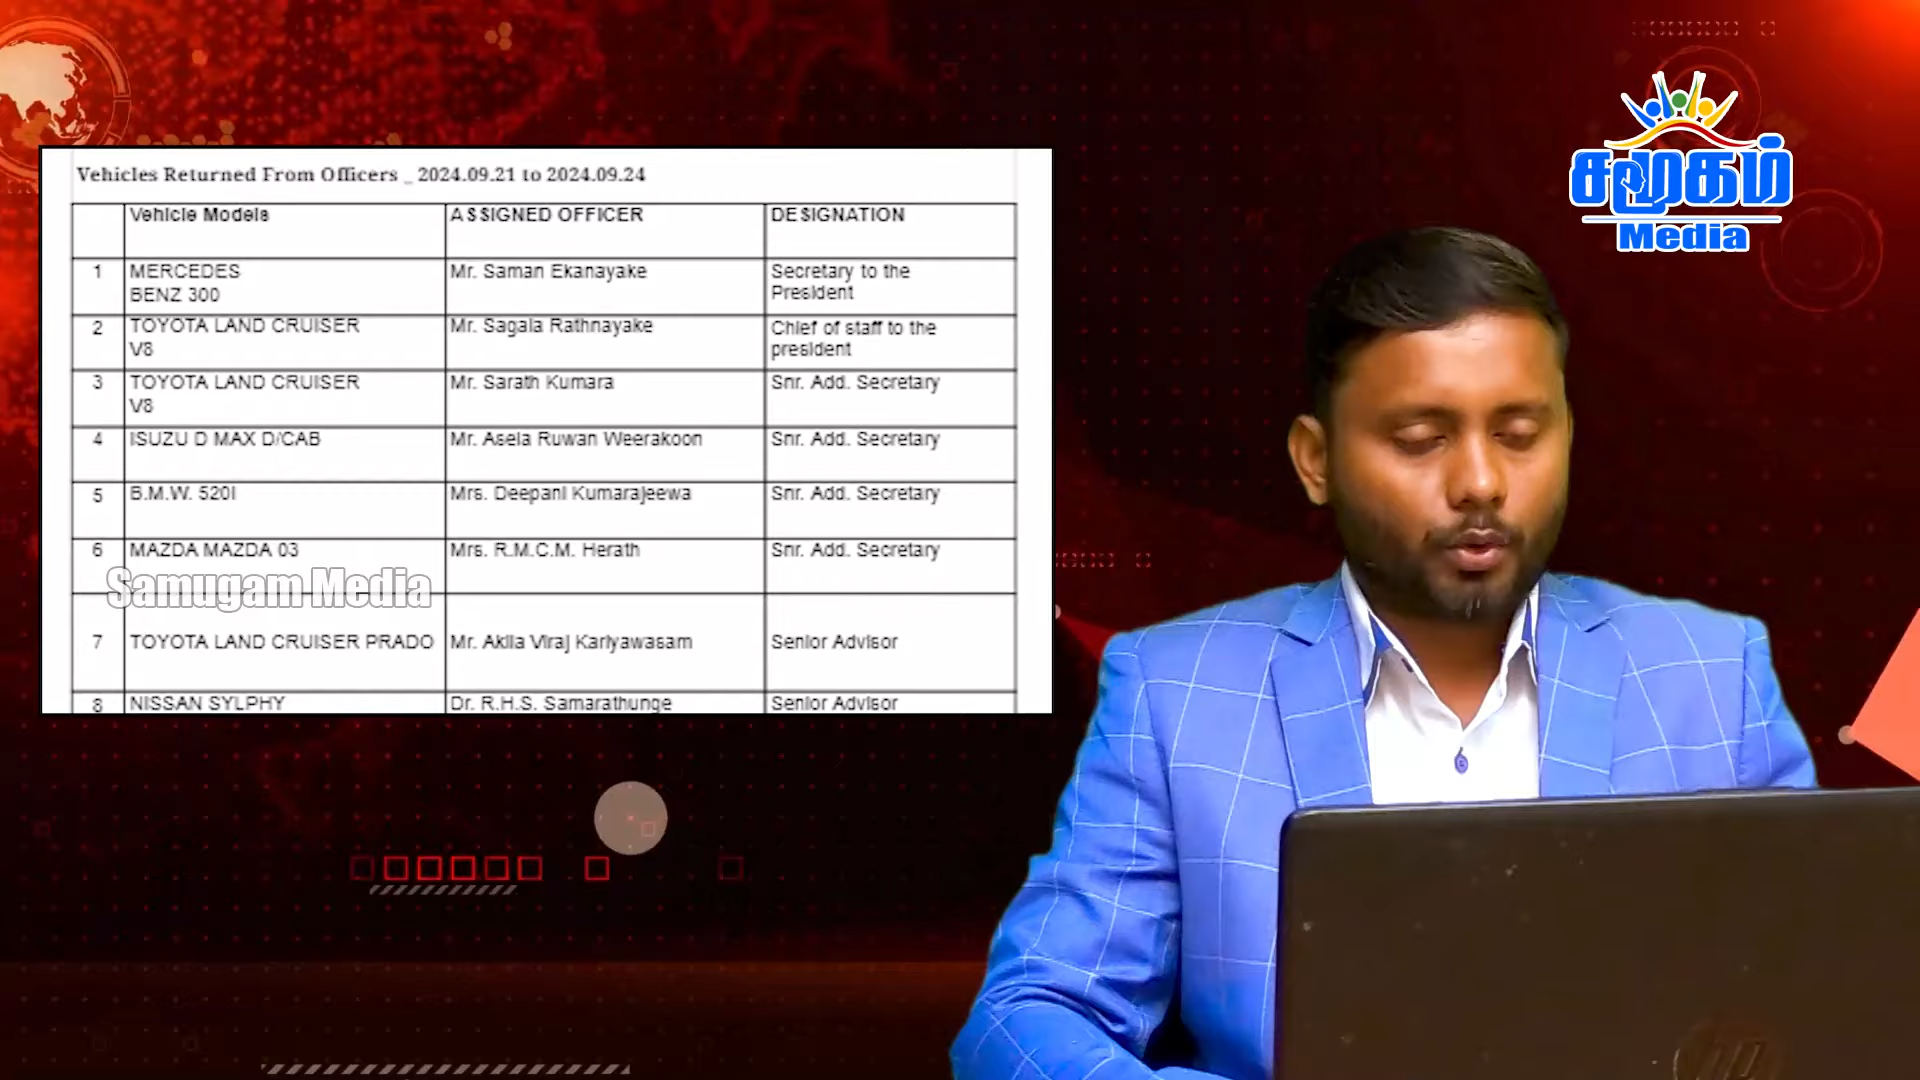 Vehicles Returned From Officers _ 2024.09.21 to 2024.09.24
Vehicle Models ASSIGNED OFFICER DESIGNATION
1 MERCEDES BENZ 300 Mr. Saman Ekanayake Secretary to the President
2 TOYOTA LAND CRUISER V8 Mr. Sagala Rathnayake Chief of staff to the president
3 TOYOTA LAND CRUISER V8 Mr. Sarath Kumara Snr. Add. Secretary
4 ISUZU D MAX D/CAB Mr. Asela Ruwan Weerakoon Snr. Add. Secretary
5 B.M.W. 520I Mrs. Deepani Kumarajeewa Snr. Add. Secretary
6 MAZDA MAZDA 03 Mrs. R.M.C.M. Herath Snr. Add. Secretary
Samugam Media
7 TOYOTA LAND CRUISER PRADO Mr. Akila Viraj Kariyawasam Senior Advisor
8 NISSAN SYLPHY Dr. R.H.S. Samarathunge Senior Advisor
சமூகம்
Media
hp